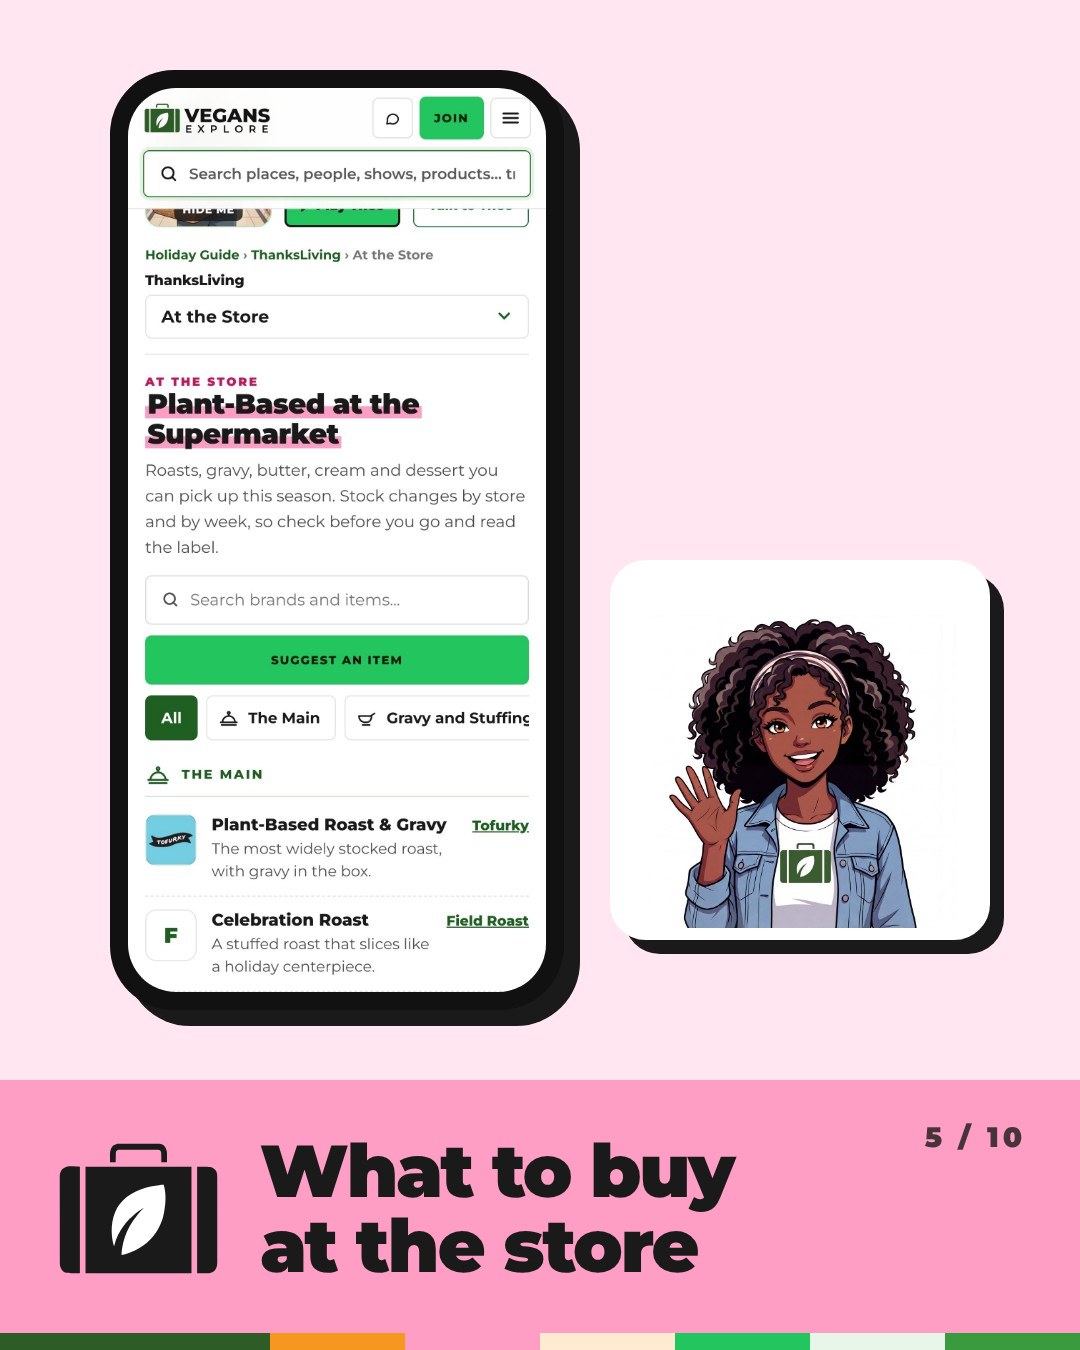 VEGANS
EXPLORE
JOIN
Search places, people, shows, products...
HIDE ME
Holiday Guide › ThanksLiving › At the Store
ThanksLiving
At the Store
AT THE STORE
Plant-Based at the
Supermarket
Roasts, gravy, butter, cream and dessert you
can pick up this season. Stock changes by store
and by week, so check before you go and read
the label.
Search brands and items...
SUGGEST AN ITEM
All
The Main
Gravy and Stuffing
THE MAIN
TOFURKY
Plant-Based Roast & Gravy
Tofurky
The most widely stocked roast,
with gravy in the box.
F
Celebration Roast
Field Roast
A stuffed roast that slices like
a holiday centerpiece.
5 / 10
What to buy
at the store